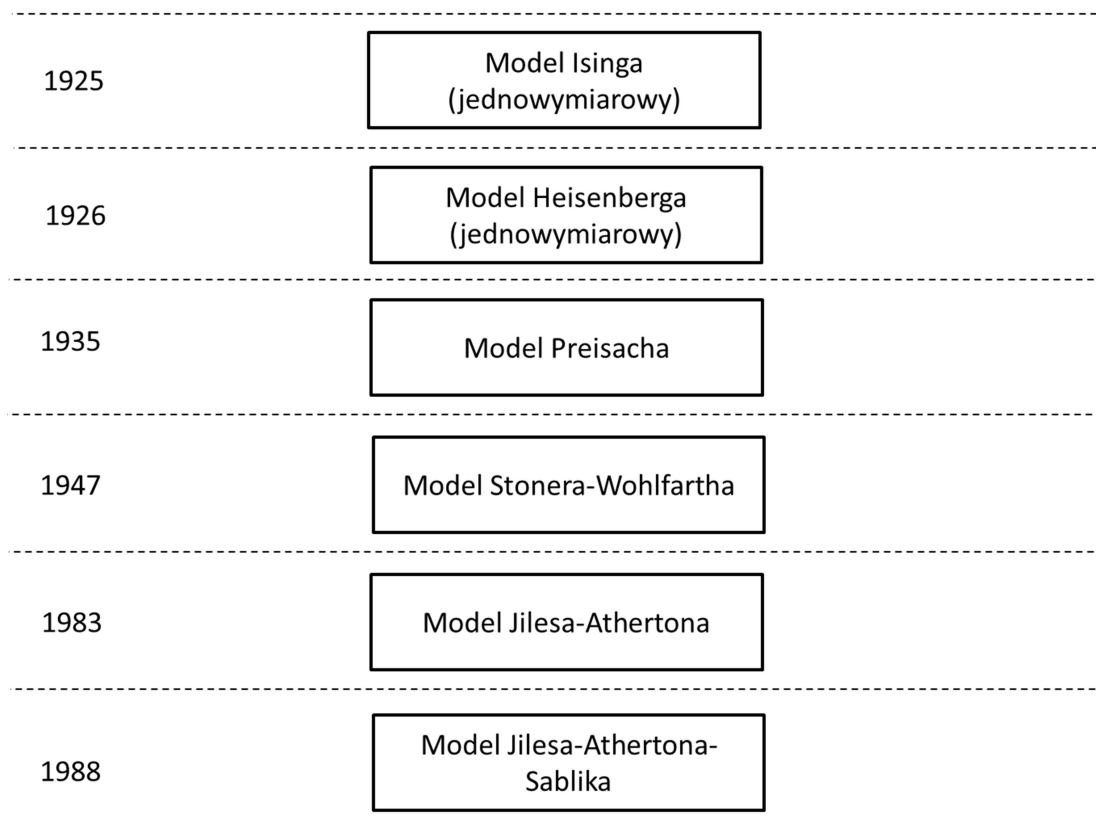 1925
Model Isinga
(jednowymiarowy)
1926
Model Heisenberga
(jednowymiarowy)
1935
Model Preisacha
1947
Model Stonera-Wohlfartha
1983
Model Jilesa-Athertona
1988
Model Jilesa-Athertona-
Sablika